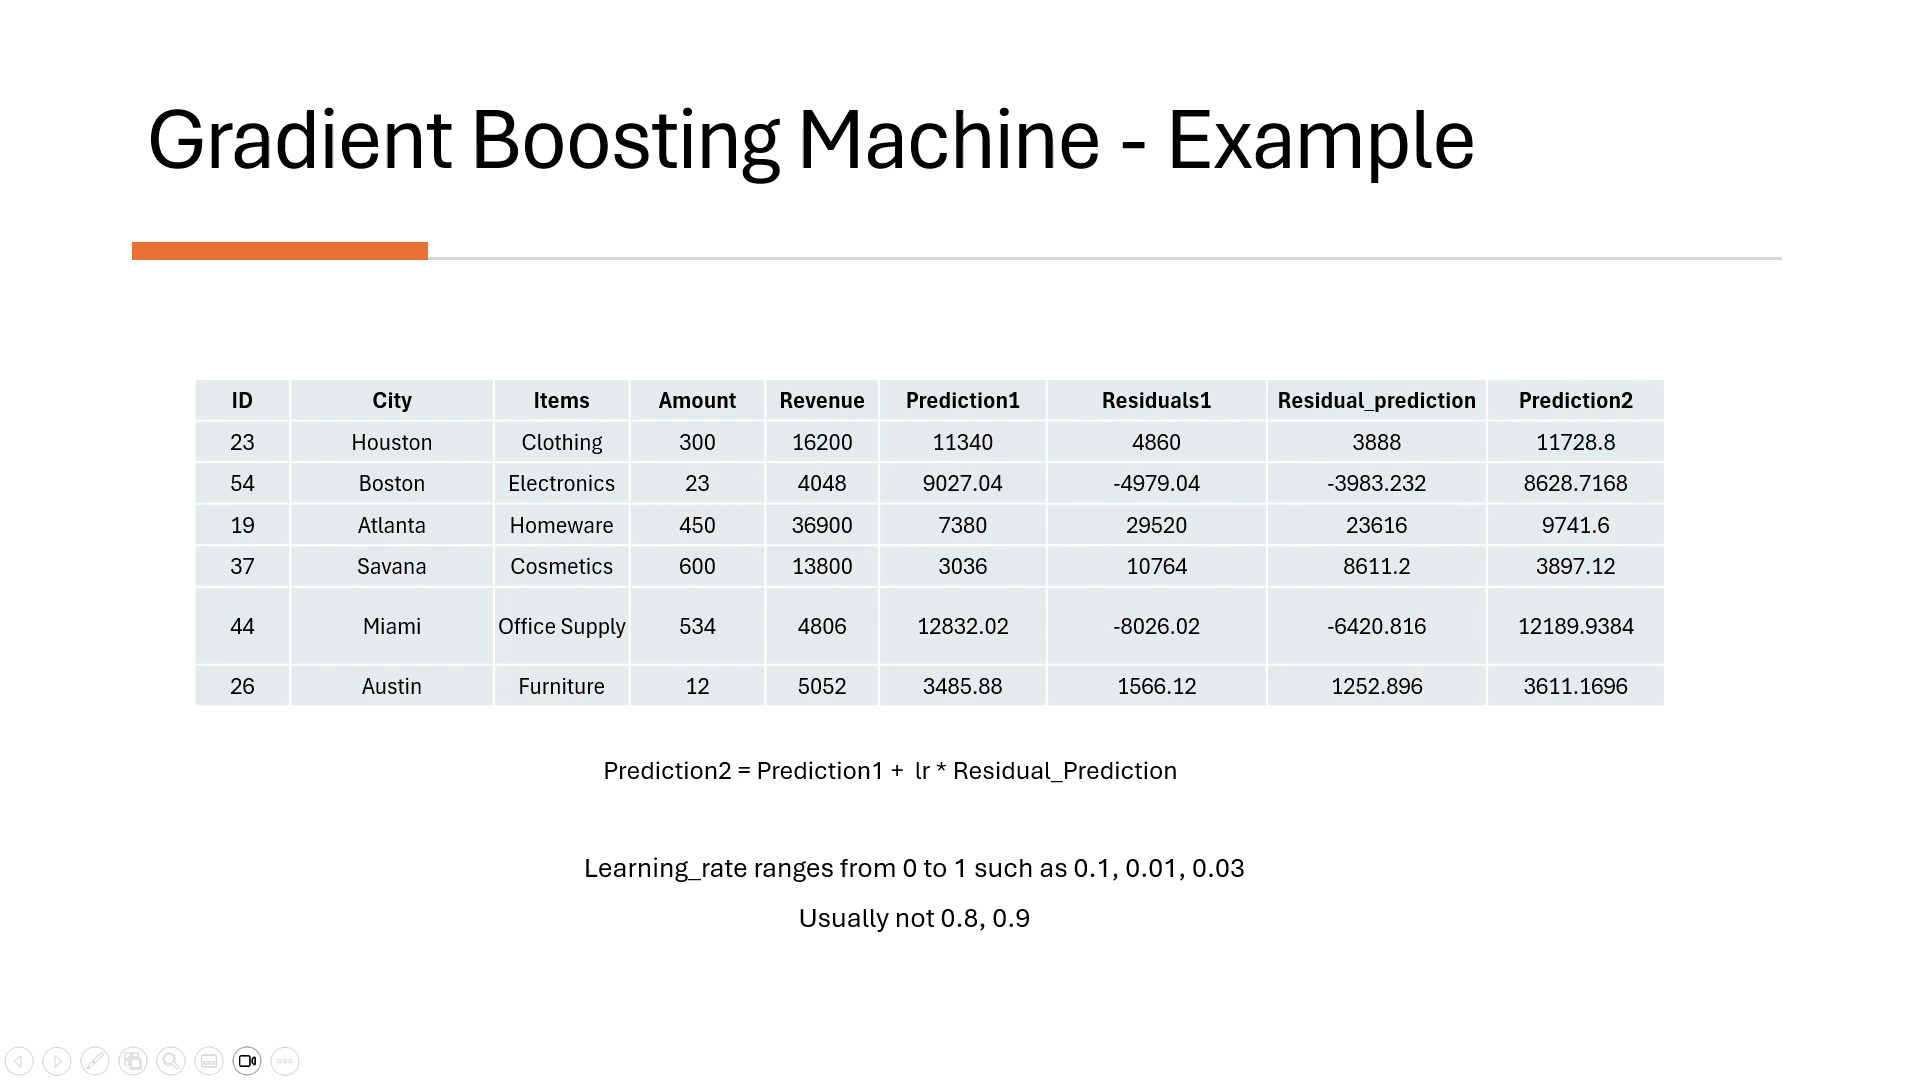 Gradient Boosting Machine - Example
ID City Items Amount Revenue Prediction1 Residuals1 Residual_prediction Prediction2
23 Houston Clothing 300 16200 11340 4860 3888 11728.8
54 Boston Electronics 23 4048 9027.04 -4979.04 -3983.232 8628.7168
19 Atlanta Homeware 450 36900 7380 29520 23616 9741.6
37 Savana Cosmetics 600 13800 3036 10764 8611.2 3897.12
44 Miami Office Supply 534 4806 12832.02 -8026.02 -6420.816 12189.9384
26 Austin Furniture 12 5052 3485.88 1566.12 1252.896 3611.1696
Prediction2 = Prediction1 + lr * Residual_Prediction
Learning_rate ranges from 0 to 1 such as 0.1, 0.01, 0.03
Usually not 0.8, 0.9